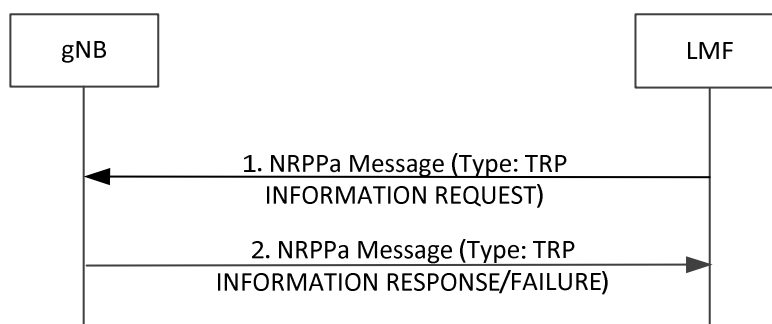 gNB
LMF
1. NRPPa Message (Type: TRP
INFORMATION REQUEST)
2. NRPPa Message (Type: TRP
INFORMATION RESPONSE/FAILURE)